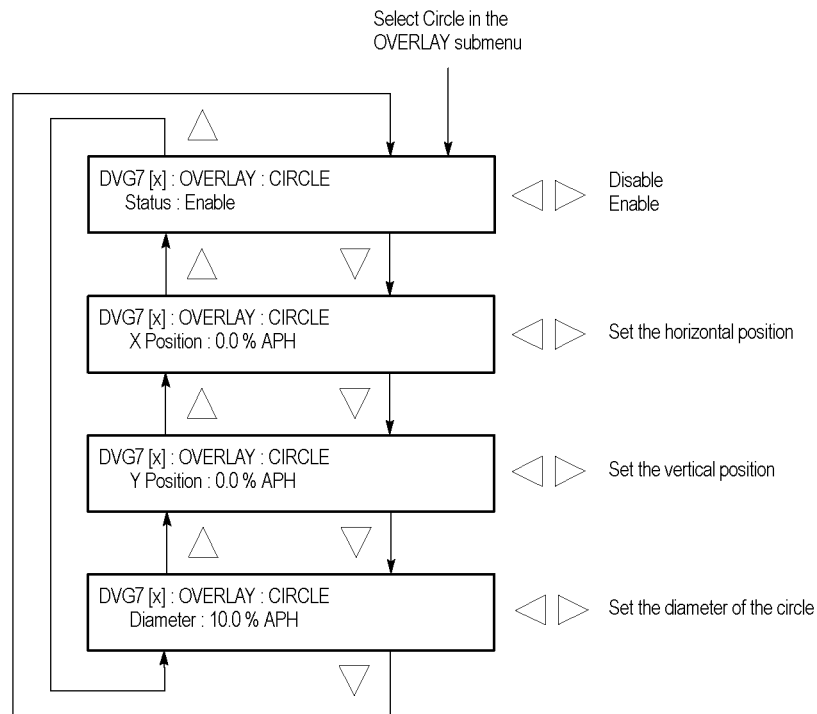 Select Circle in the
OVERLAY submenu
DVG7 [x] : OVERLAY : CIRCLE
Status : Enable
Disable
Enable
DVG7 [x] : OVERLAY : CIRCLE
X Position : 0.0 % APH
Set the horizontal position
DVG7 [x] : OVERLAY : CIRCLE
Y Position : 0.0 % APH
Set the vertical position
DVG7 [x] : OVERLAY : CIRCLE
Diameter : 10.0 % APH
Set the diameter of the circle